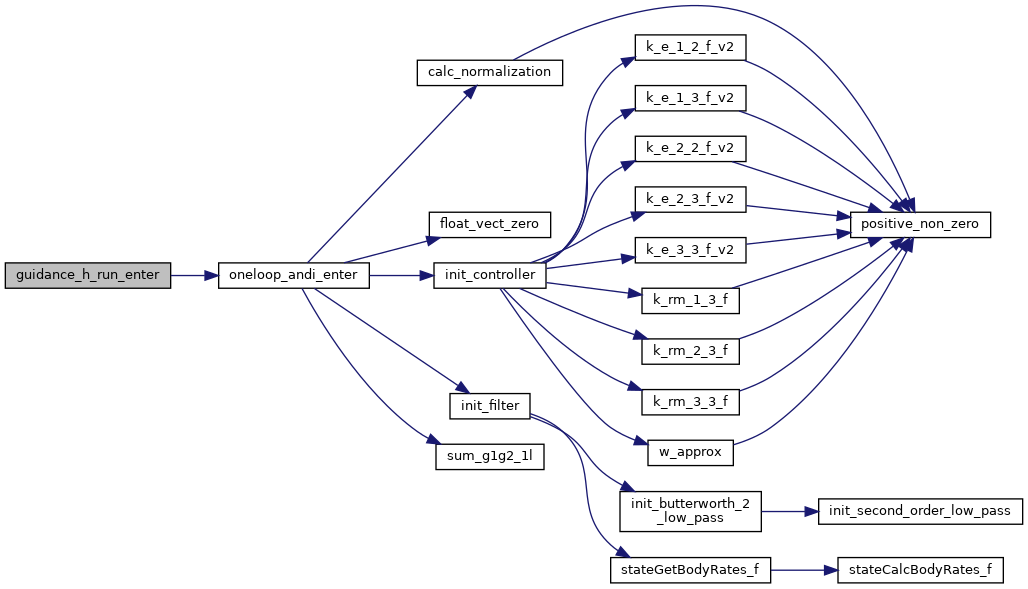 guidance_h_run_enter
oneloop_andi_enter
calc_normalization
float_vect_zero
init_controller
init_filter
sum_g1g2_1l
k_e_1_2_f_v2
k_e_1_3_f_v2
k_e_2_2_f_v2
k_e_2_3_f_v2
k_e_3_3_f_v2
k_rm_1_3_f
k_rm_2_3_f
k_rm_3_3_f
w_approx
init_butterworth_2
_low_pass
stateGetBodyRates_f
positive_non_zero
init_second_order_low_pass
stateCalcBodyRates_f